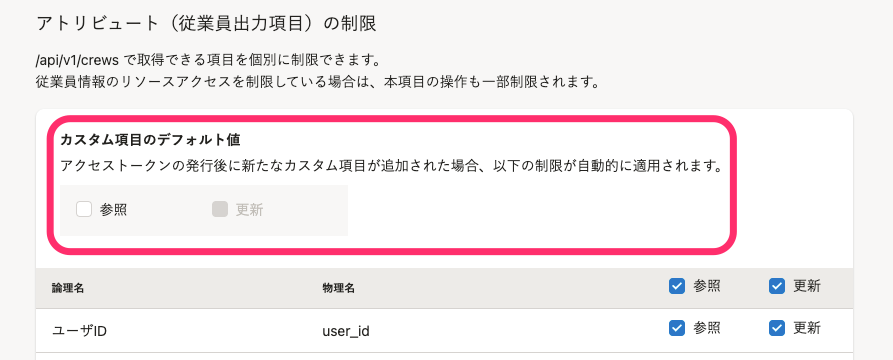 アトリビュート（従業員出力項目）の制限
/api/v1/crews で取得できる項目を個別に制限できます。
従業員情報のリソースアクセスを制限している場合は、本項目の操作も一部制限されます。
カスタム項目のデフォルト値
アクセストークンの発行後に新たなカスタム項目が追加された場合、以下の制限が自動的に適用されます。
参照 更新
論理名 物理名 参照 更新
ユーザID user_id 参照 更新